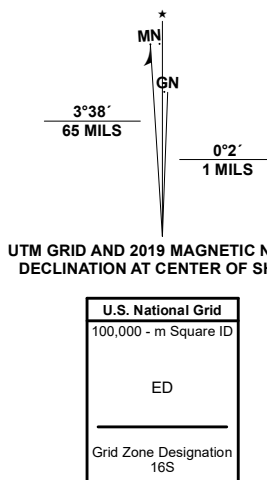 MN
GN
3°38´
65 MILS
0°2´
1 MILS
UTM GRID AND 2019 MAGNETIC
DECLINATION AT CENTER OF
U.S. National Grid
100,000 - m Square ID
ED
Grid Zone Designation
16S